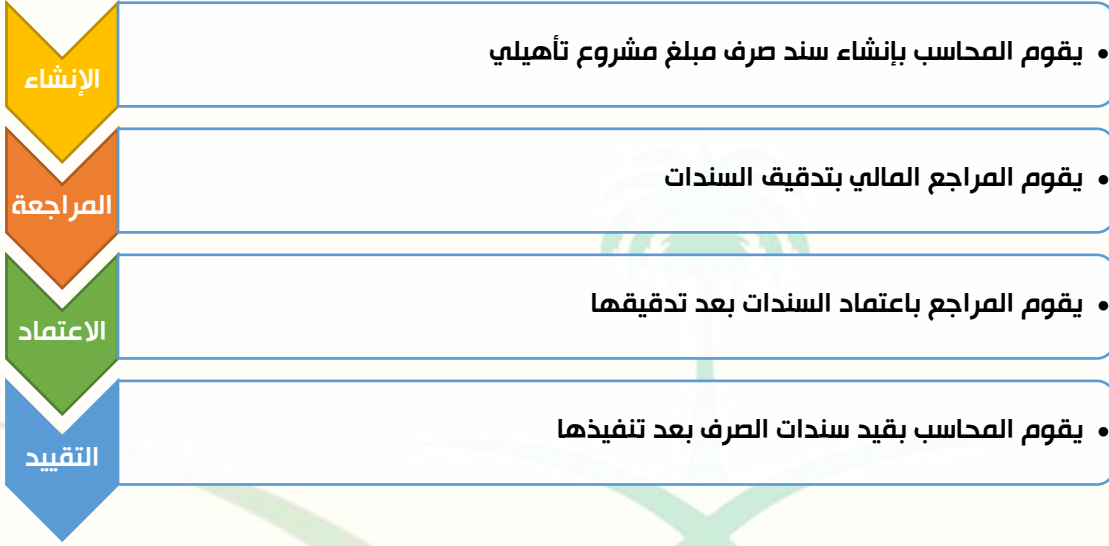 الإنشاء
• يقوم المحاسب بإنشاء سند صرف مبلغ مشروع تأهيلي
المراجعة
• يقوم المراجع المالي بتدقيق السندات
الاعتماد
• يقوم المراجع باعتماد السندات بعد تدقيقها
التقييد
• يقوم المحاسب بقيد سندات الصرف بعد تنفيذها